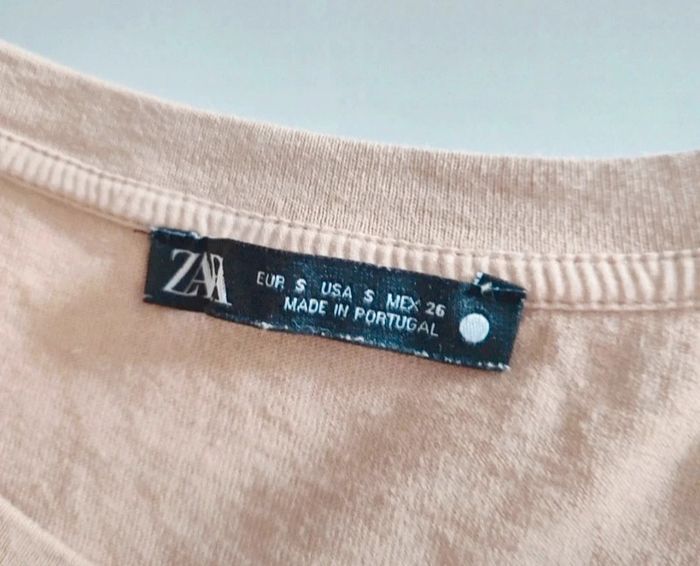 ZARA
EUR S USA S MEX 26
MADE IN PORTUGAL